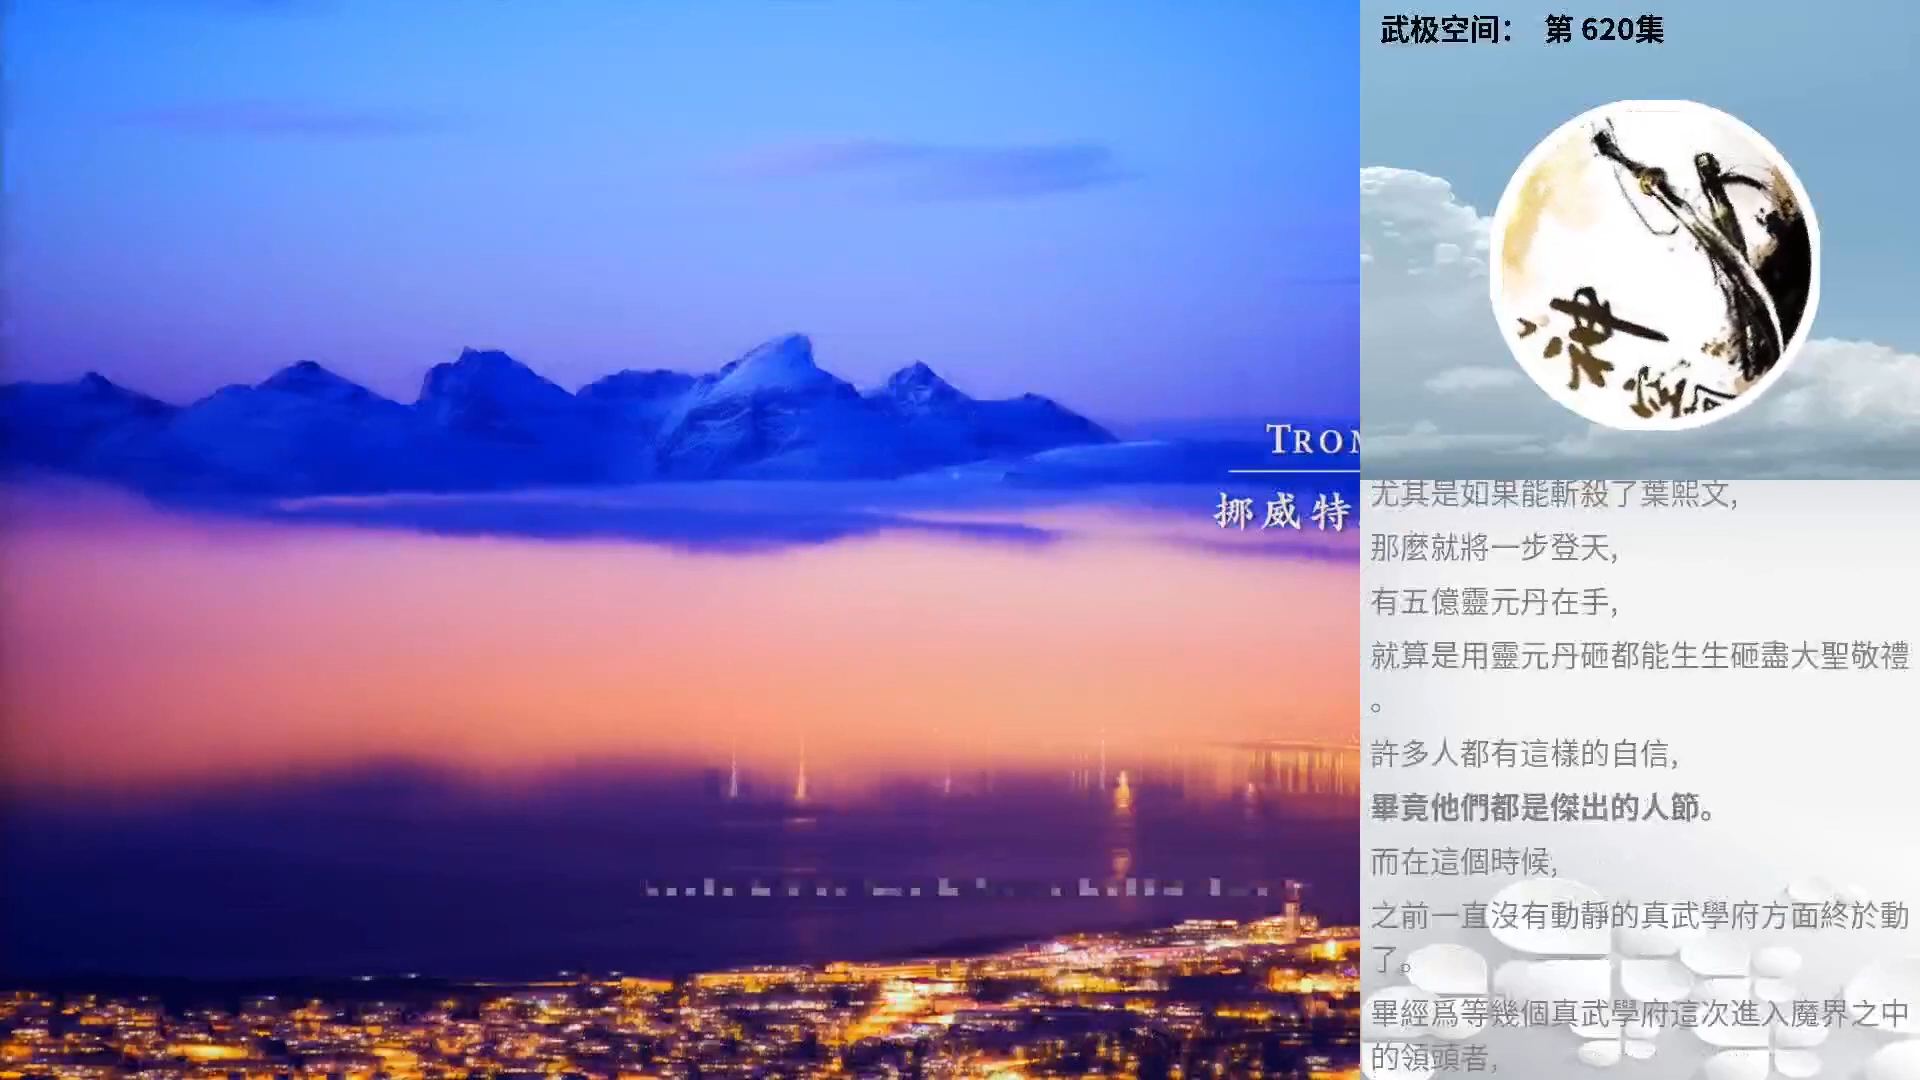 武极空间： 第 620集
TROM
挪威特
尤其是如果能斬殺了葉熙文,
那麼就將一步登天,
有五億靈元丹在手,
就算是用靈元丹砸都能生生砸盡大聖敬禮
。
許多人都有這樣的自信,
畢竟他們都是傑出的人節。
而在這個時候,
之前一直沒有動靜的真武學府方面終於動
了。
畢經爲等幾個真武學府這次進入魔界之中
的領頭者,